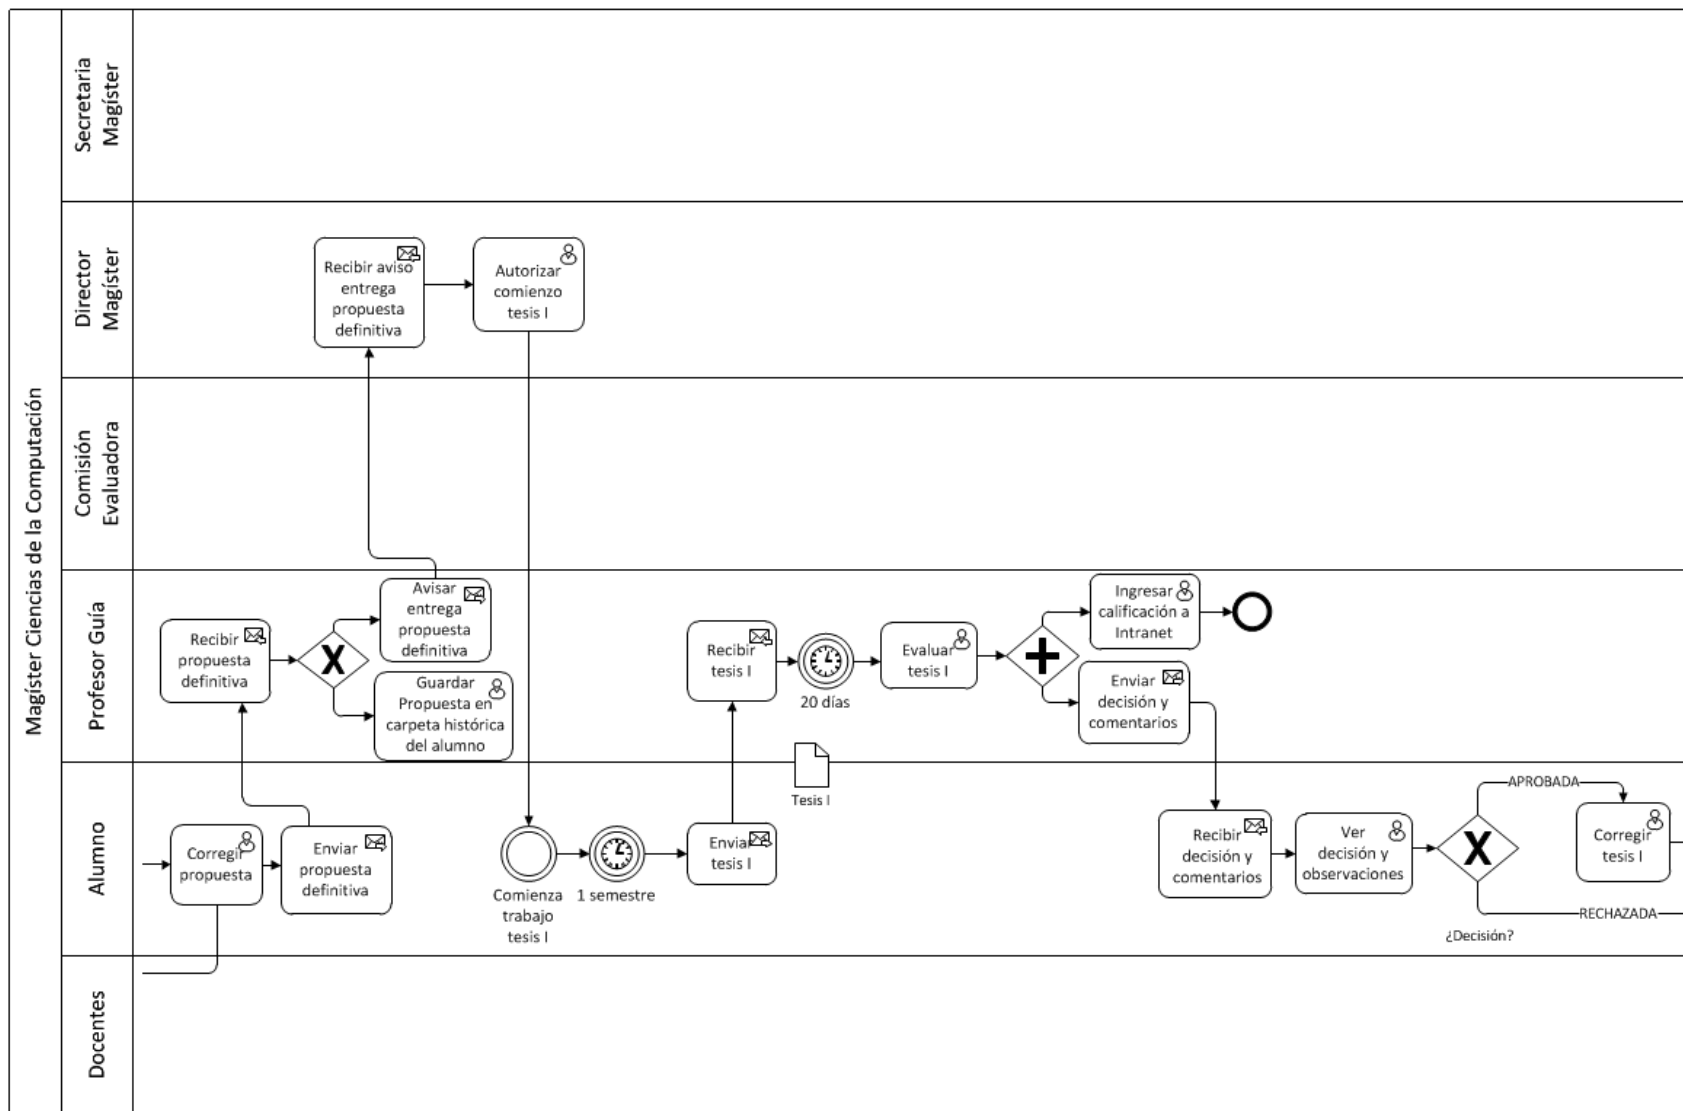 Magíster Ciencias de la Computación
Secretaria
Magíster
Director
Magíster
Recibir aviso
entrega
propuesta
definitiva
Autorizar
comienzo
tesis I
Comisión
Evaluadora
Profesor Guía
Recibir
propuesta
definitiva
X
Avisar
entrega
propuesta
definitiva
Guardar
Propuesta en
carpeta histórica
del alumno
Recibir
tesis I
20 días
Evaluar
tesis I
Ingresar
calificación a
Intranet
Enviar
decisión y
comentarios
Tesis I
Alumno
Corregir
propuesta
Enviar
propuesta
definitiva
Comienza
trabajo
tesis I
1 semestre
Enviar
tesis I
Recibir
decisión y
comentarios
Ver
decisión y
observaciones
X
¿Decisión?
APROBADA
Corregir
tesis I
RECHAZADA
Docentes